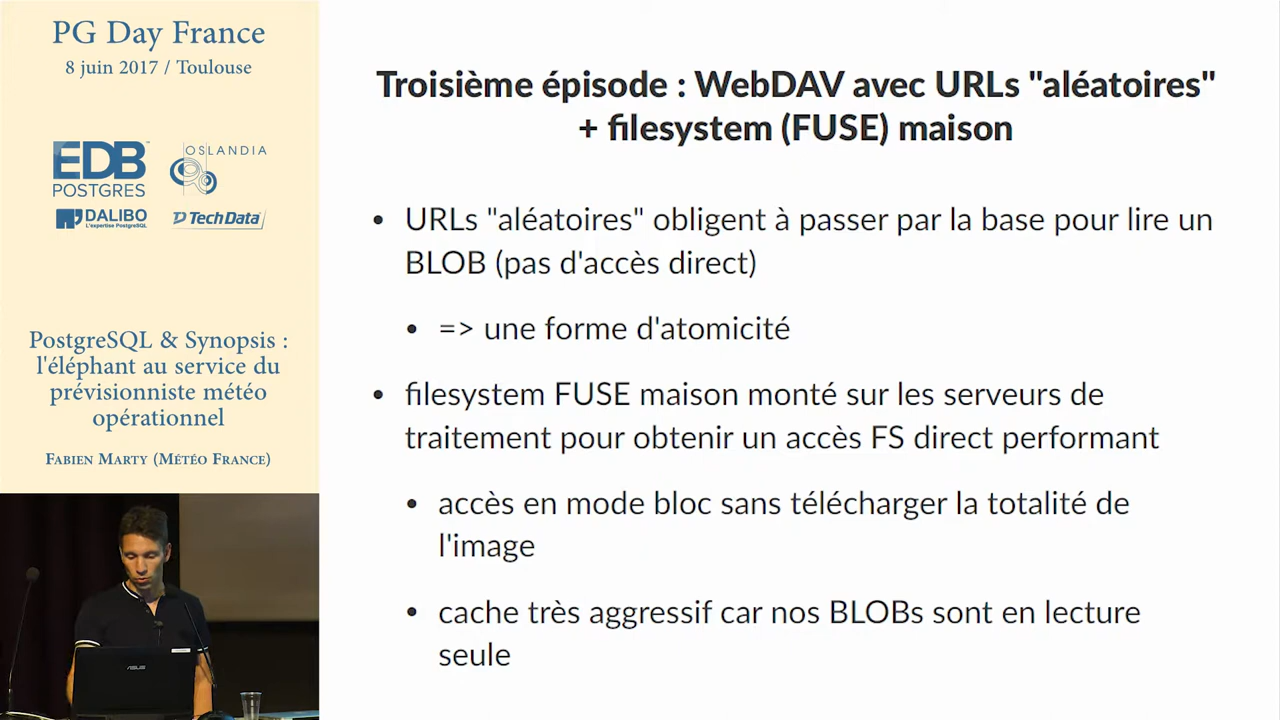 PG Day France
8 juin 2017 / Toulouse
EDB
POSTGRES
OSLANDIA
DALIBO
L'expertise PostgreSQL
TechData
PostgreSQL & Synopsis :
l'éléphant au service du
prévisionniste météo
opérationnel
Fabien Marty (Météo France)
ASUS
Troisième épisode : WebDAV avec URLs "aléatoires"
+ filesystem (FUSE) maison
• URLs "aléatoires" obligent à passer par la base pour lire un
BLOB (pas d'accès direct)
• => une forme d'atomicité
• filesystem FUSE maison monté sur les serveurs de
traitement pour obtenir un accès FS direct performant
• accès en mode bloc sans télécharger la totalité de
l'image
• cache très aggressif car nos BLOBs sont en lecture
seule